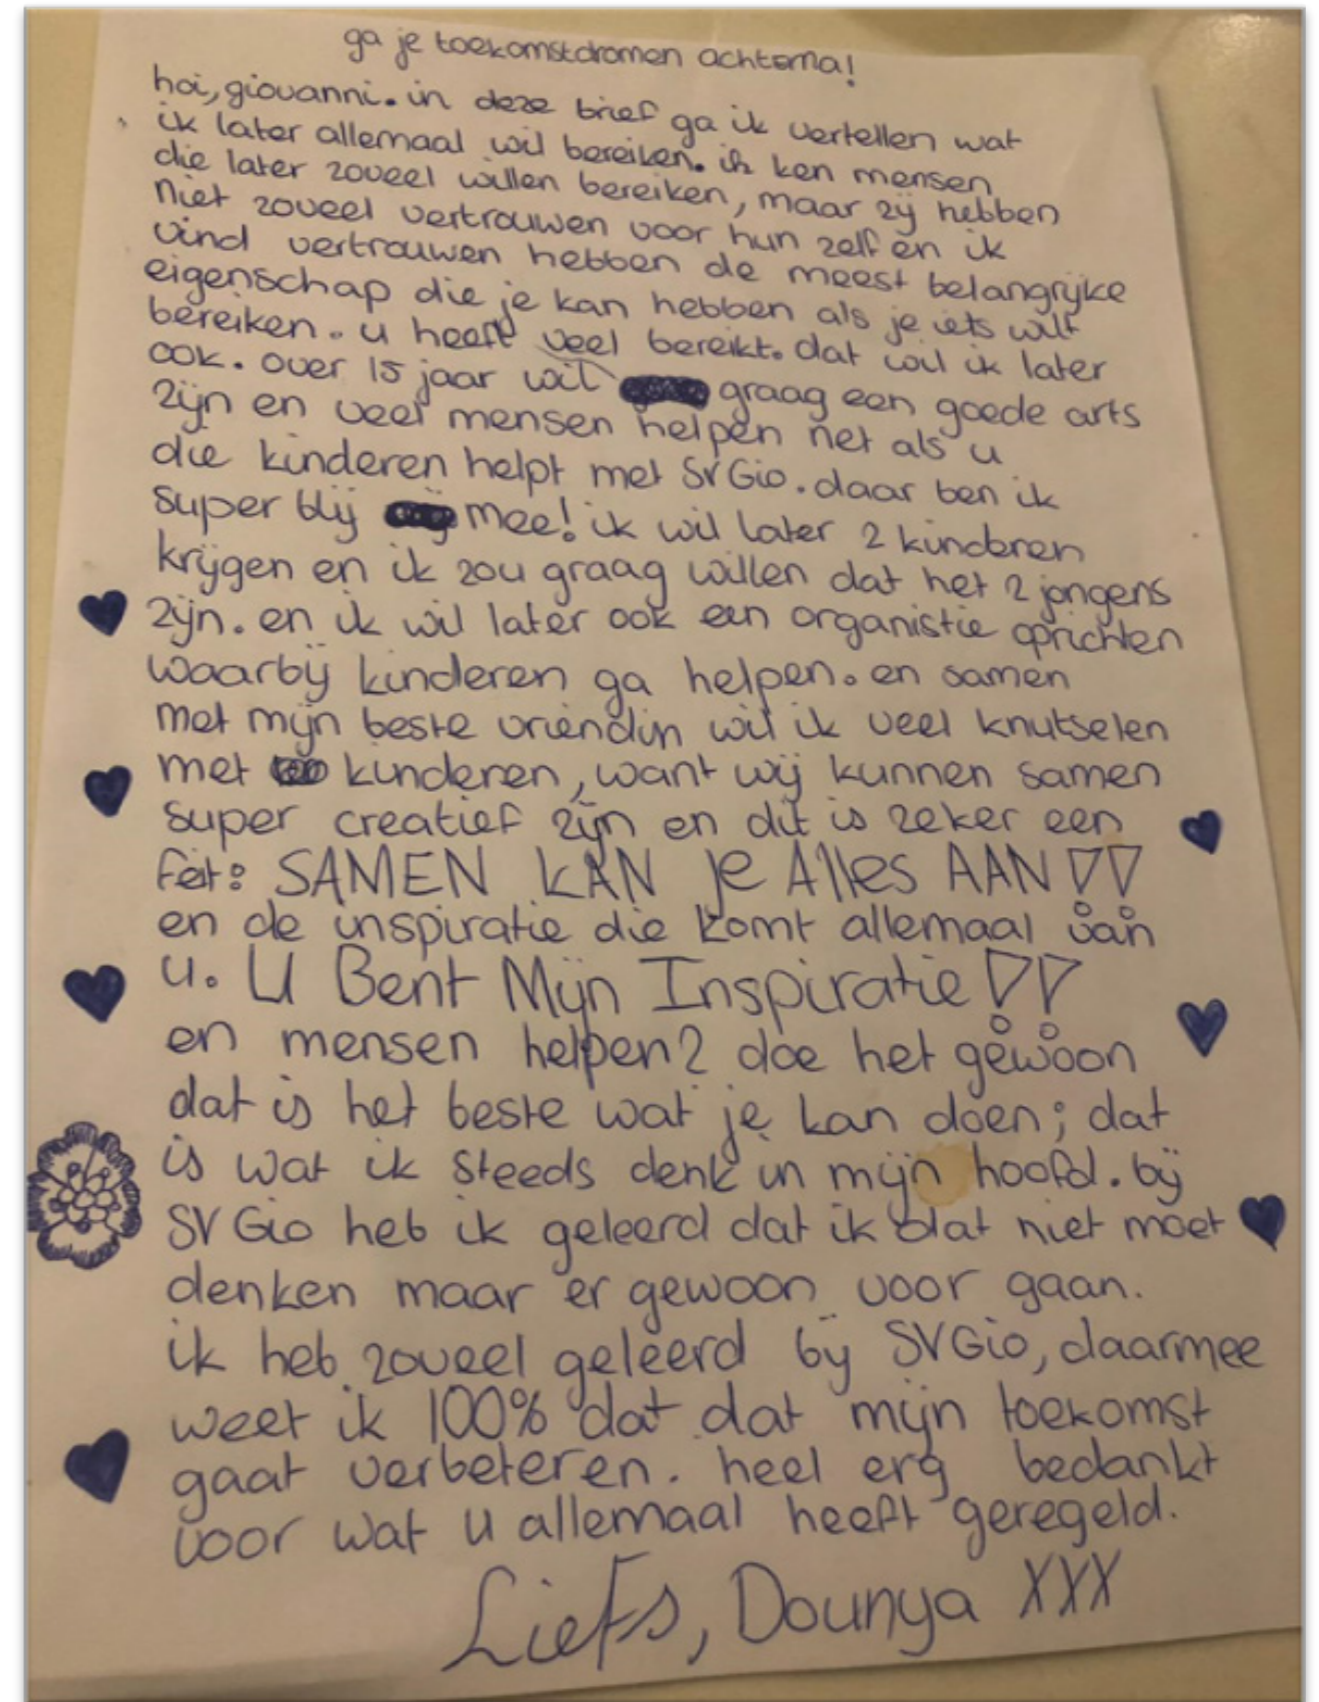 ga je toekomstdromen achterna!
hoi, giovanni. in deze brief ga ik vertellen wat
ik later allemaal wil bereiken. ik ken mensen
die later zoveel willen bereiken, maar zij hebben
niet zoveel vertrouwen voor hun zelf en ik
vind vertrouwen hebben de meest belangrijke
eigenschap die je kan hebben als je iets wilt
bereiken. u heeft veel bereikt. dat wil ik later
ook. over 15 jaar wil graag een goede arts
zijn en veel mensen helpen net als u
die kinderen helpt met SV Gio. daar ben ik
super blij mee! ik wil later 2 kinderen
krijgen en ik zou graag willen dat het 2 jongens
zijn. en ik wil later ook een organistie oprichten
waarbij kinderen ga helpen. en samen
met mijn beste vriendin wil ik veel knutselen
met kinderen, want wij kunnen samen
super creatief zijn en dit is zeker een
feit: SAMEN KAN je Alles AAN!!
en de inspiratie die komt allemaal van
u. U Bent Mijn Inspiratie!!
en mensen helpen? doe het gewoon
dat is het beste wat je kan doen; dat
is wat ik steeds denk in mijn hoofd. bij
SV Gio heb ik geleerd dat ik dat niet moet
denken maar er gewoon voor gaan.
ik heb zoveel geleerd bij SV Gio, daarmee
weet ik 100% dat dat mijn toekomst
gaat verbeteren. heel erg bedankt
voor wat u allemaal heeft geregeld.
Liefs, Dounya XXX